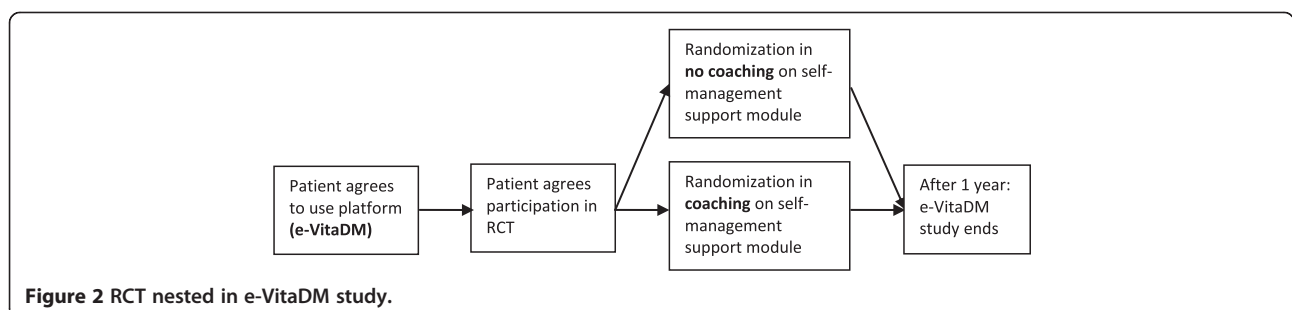 Randomization in
no coaching on self-
management
support module
Patient agrees
to use platform
(e-VitaDM)
Patient agrees
participation in
RCT
Randomization in
coaching on self-
management
support module
After 1 year:
e-VitaDM
study ends
Figure 2 RCT nested in e-VitaDM study.